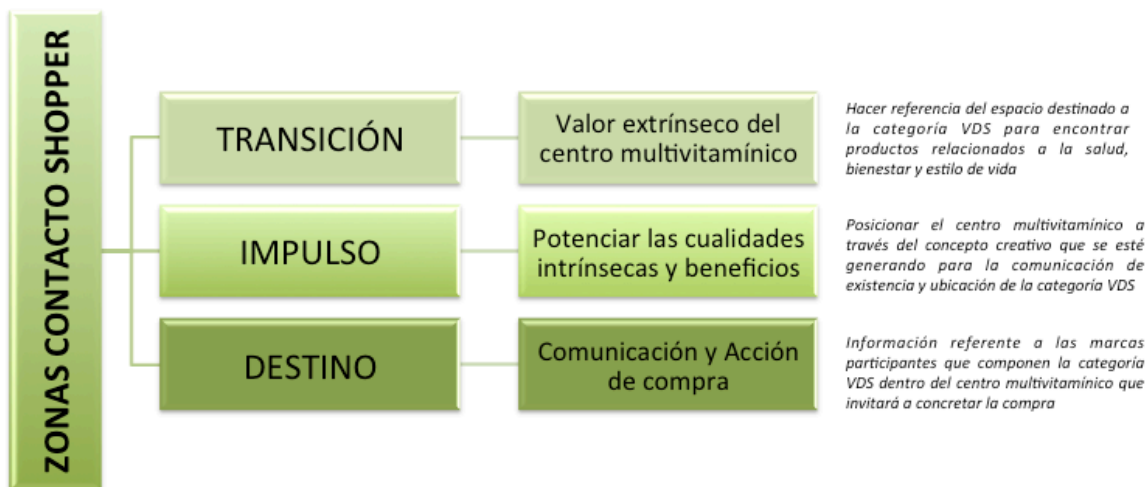 ZONAS CONTACTO SHOPPER
TRANSICIÓN
Valor extrínseco del
centro multivitamínico
Hacer referencia del espacio destinado a
la categoría VDS para encontrar
productos relacionados a la salud,
bienestar y estilo de vida
IMPULSO
Potenciar las cualidades
intrínsecas y beneficios
Posicionar el centro multivitamínico a
través del concepto creativo que se esté
generando para la comunicación de
existencia y ubicación de la categoría VDS
DESTINO
Comunicación y Acción
de compra
Información referente a las marcas
participantes que componen la categoría
VDS dentro del centro multivitamínico que
invitará a concretar la compra